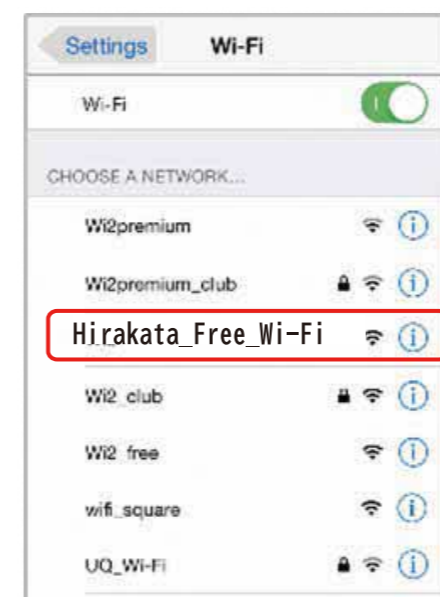 Settings Wi-Fi
Wi-Fi
CHOOSE A NETWORK...
Wi2premium
Wi2premium_club
Hirakata_Free_Wi-Fi
Wi2_club
Wi2_free
wifi_square
UQ_Wi-Fi